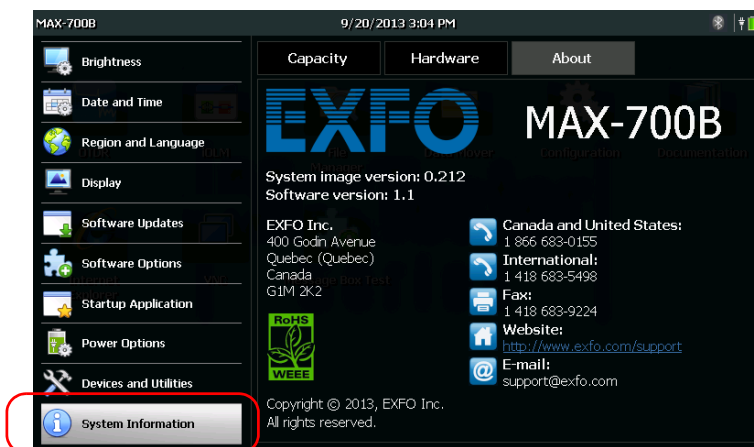 MAX-700B
9/20/2013 3:04 PM
Brightness
Date and Time
Region and Language
Display
Software Updates
Software Options
Startup Application
Power Options
Devices and Utilities
System Information
Capacity
Hardware
About
EXFO
MAX-700B
System image version: 0.212
Software version: 1.1
EXFO Inc.
400 Godin Avenue
Quebec (Quebec)
Canada
G1M 2K2
RoHS
WEEE
Canada and United States:
1 866 683-0155
International:
1 418 683-5498
Fax:
1 418 683-9224
Website:
http://www.exfo.com/support
E-mail:
support@exfo.com
Copyright © 2013, EXFO Inc.
All rights reserved.